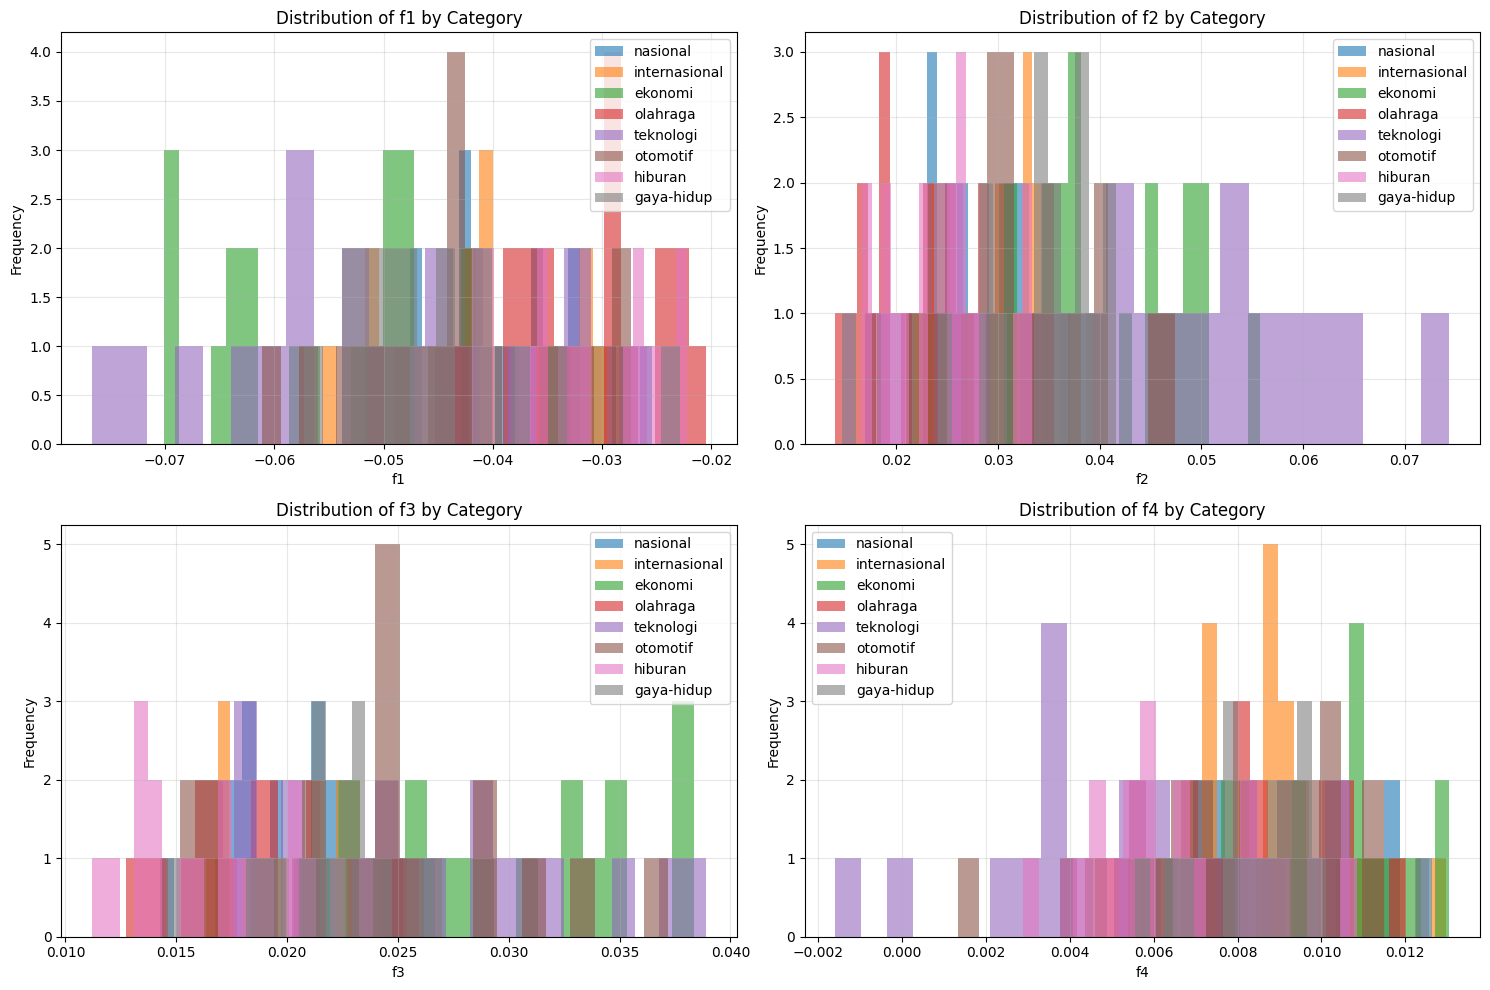 Distribution of f1 by Category
Frequency
4.0
3.5
3.0
2.5
2.0
1.5
1.0
0.5
0.0
−0.07
−0.06
−0.05
−0.04
−0.03
−0.02
f1
nasional
internasional
ekonomi
olahraga
teknologi
otomotif
hiburan
gaya-hidup
Distribution of f2 by Category
Frequency
3.0
2.5
2.0
1.5
1.0
0.5
0.0
0.02
0.03
0.04
0.05
0.06
0.07
f2
nasional
internasional
ekonomi
olahraga
teknologi
otomotif
hiburan
gaya-hidup
Distribution of f3 by Category
Frequency
5
4
3
2
1
0
0.010
0.015
0.020
0.025
0.030
0.035
0.040
f3
nasional
internasional
ekonomi
olahraga
teknologi
otomotif
hiburan
gaya-hidup
Distribution of f4 by Category
Frequency
5
4
3
2
1
0
−0.002
0.000
0.002
0.004
0.006
0.008
0.010
0.012
f4
nasional
internasional
ekonomi
olahraga
teknologi
otomotif
hiburan
gaya-hidup